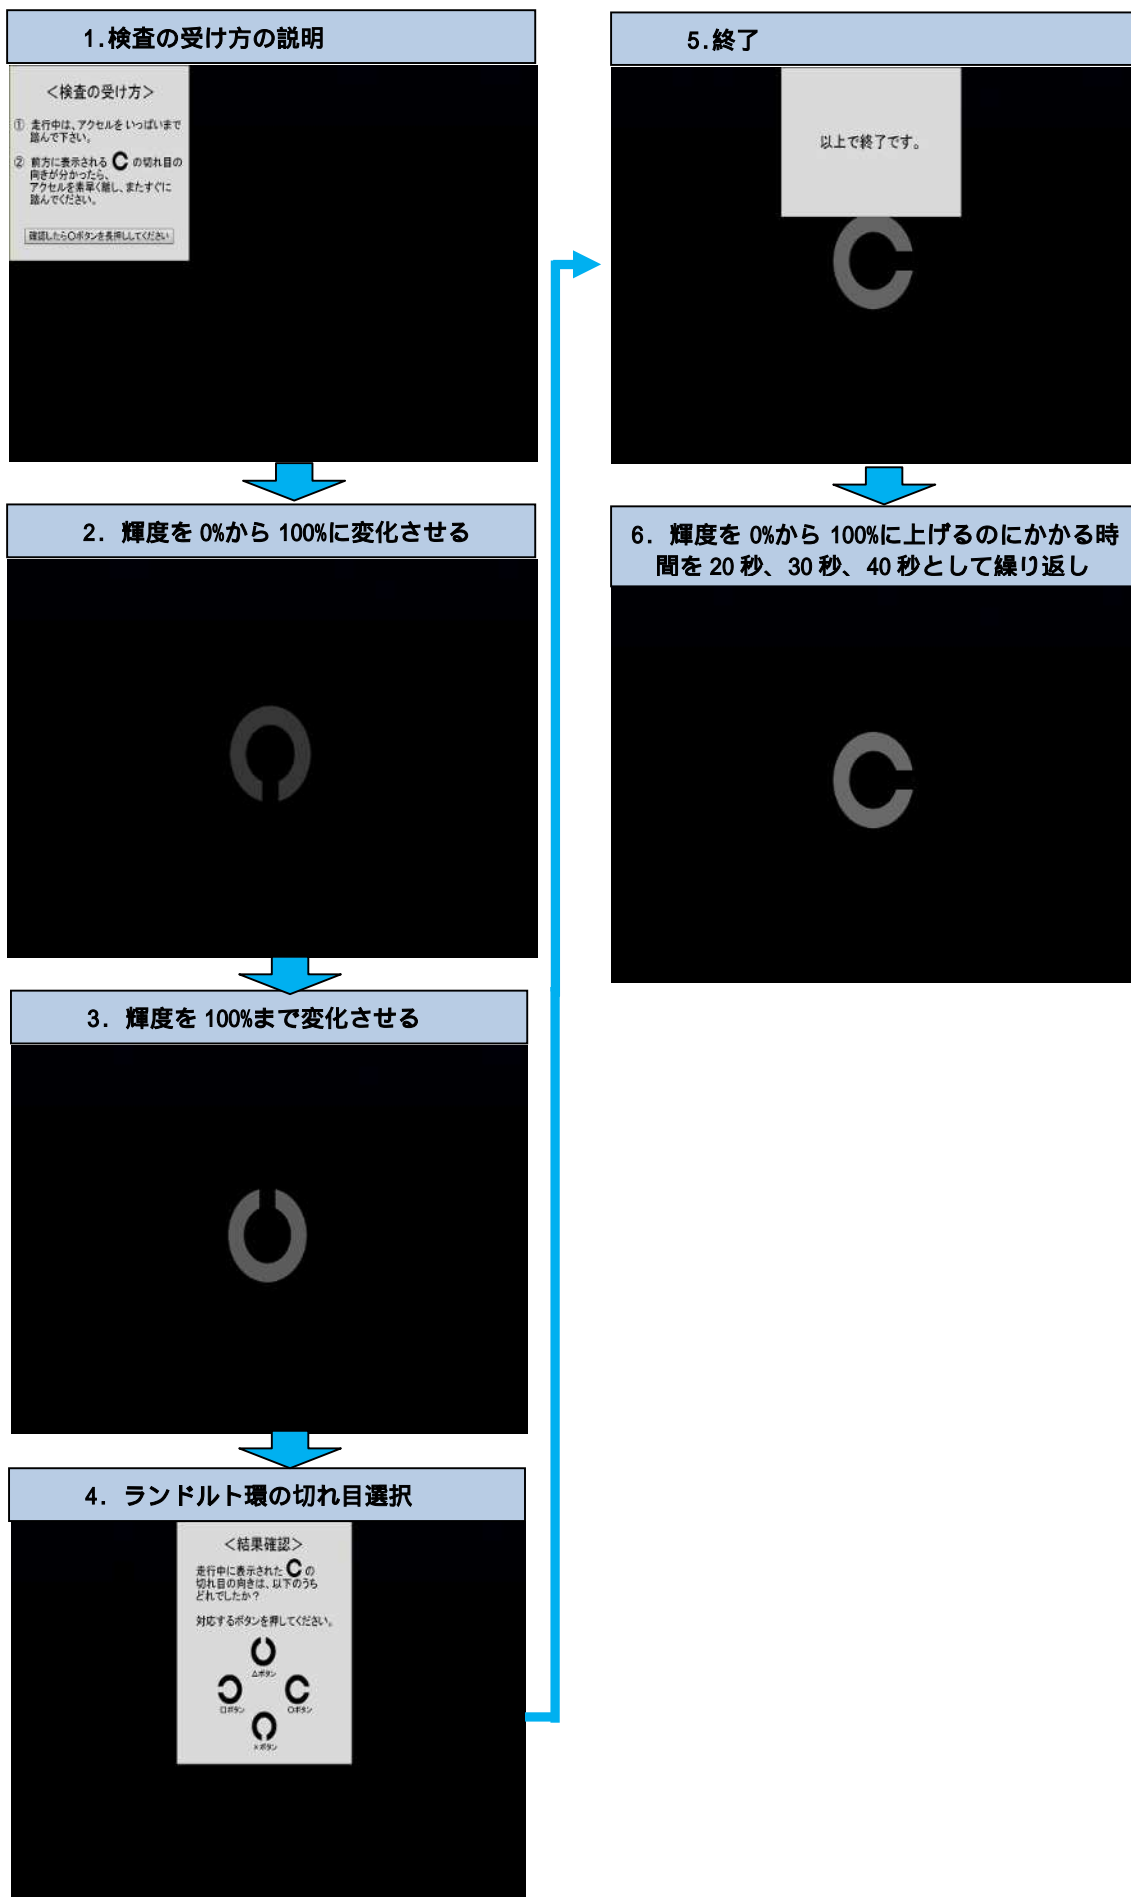 1.検査の受け方の説明
＜検査の受け方＞
① 走行中は、アクセルをいっぱいまで
踏んで下さい。
② 前方に表示される C の切れ目の
向きが分かったら、
アクセルを素早く離し、またすぐに
踏んでください。
確認したら○ボタンを長押ししてください
2. 輝度を 0%から 100%に変化させる
3. 輝度を 100%まで変化させる
4. ランドルト環の切れ目選択
＜結果確認＞
走行中に表示された C の
切れ目の向きは、以下のうち
どれでしたか？
対応するボタンを押してください。
△ボタン
□ボタン
○ボタン
×ボタン
5.終了
以上で終了です。
6. 輝度を 0%から 100%に上げるのにかかる時
間を 20 秒、30 秒、40 秒として繰り返し